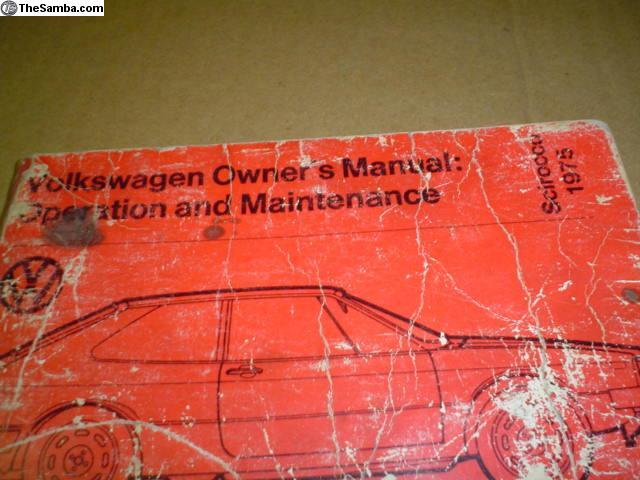 TheSamba.com
Volkswagen Owner's Manual:
Operation and Maintenance
Scirocco
1975